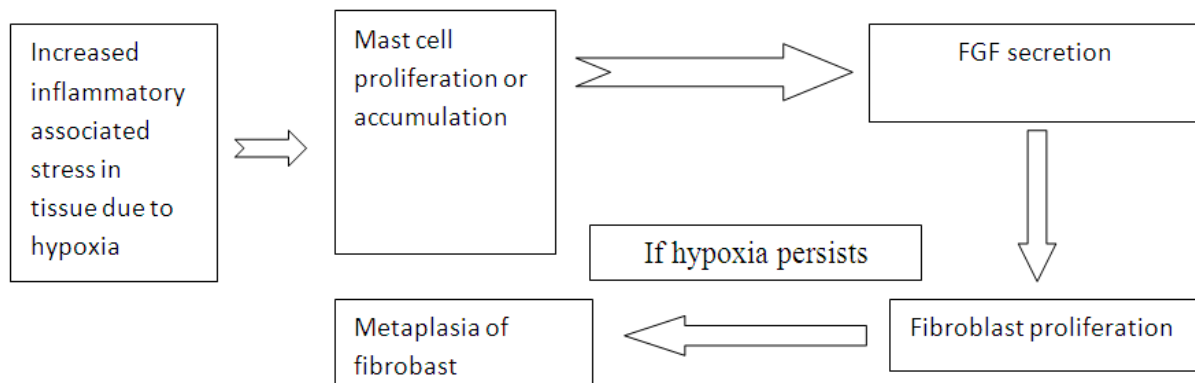 Increased
inflammatory
associated
stress in
tissue due to
hypoxia
Mast cell
proliferation or
accumulation
FGF secretion
Fibroblast proliferation
If hypoxia persists
Metaplasia of
fibrobast